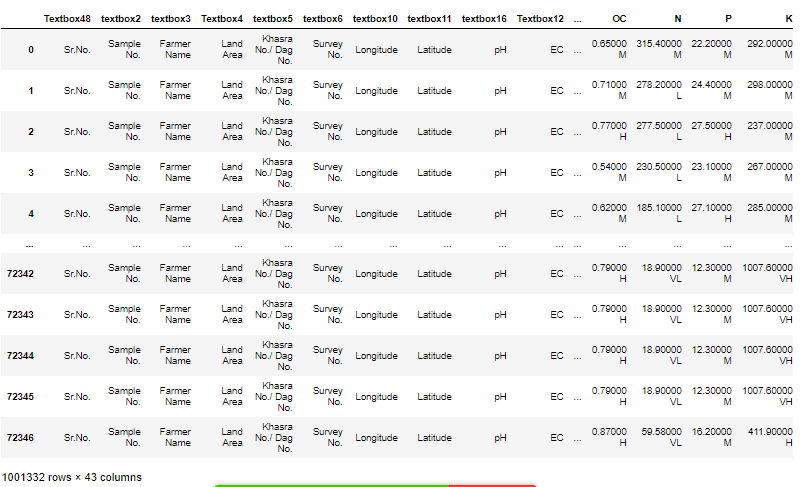 Textbox48 textbox2 textbox3 Textbox4 textbox5 textbox6 textbox10 textbox11 textbox16 Textbox12 ... OC N P K
0 Sr.No. Sample No. Farmer Name Land Area Khasra No./ Dag No. Survey No. Longitude Latitude pH EC ... 0.65000 M 315.40000 M 22.20000 M 292.00000 M
1 Sr.No. Sample No. Farmer Name Land Area Khasra No./ Dag No. Survey No. Longitude Latitude pH EC ... 0.71000 M 278.20000 L 24.40000 M 298.00000 M
2 Sr.No. Sample No. Farmer Name Land Area Khasra No./ Dag No. Survey No. Longitude Latitude pH EC ... 0.77000 H 277.50000 L 27.50000 H 237.00000 M
3 Sr.No. Sample No. Farmer Name Land Area Khasra No./ Dag No. Survey No. Longitude Latitude pH EC ... 0.54000 M 230.50000 L 23.10000 M 267.00000 M
4 Sr.No. Sample No. Farmer Name Land Area Khasra No./ Dag No. Survey No. Longitude Latitude pH EC ... 0.62000 M 185.10000 L 27.10000 H 285.00000 M
... ... ... ... ... ... ... ... ... ... ... ... ... ... ... ...
72342 Sr.No. Sample No. Farmer Name Land Area Khasra No./ Dag No. Survey No. Longitude Latitude pH EC ... 0.79000 H 18.90000 VL 12.30000 M 1007.60000 VH
72343 Sr.No. Sample No. Farmer Name Land Area Khasra No./ Dag No. Survey No. Longitude Latitude pH EC ... 0.79000 H 18.90000 VL 12.30000 M 1007.60000 VH
72344 Sr.No. Sample No. Farmer Name Land Area Khasra No./ Dag No. Survey No. Longitude Latitude pH EC ... 0.79000 H 18.90000 VL 12.30000 M 1007.60000 VH
72345 Sr.No. Sample No. Farmer Name Land Area Khasra No./ Dag No. Survey No. Longitude Latitude pH EC ... 0.79000 H 18.90000 VL 12.30000 M 1007.60000 VH
72346 Sr.No. Sample No. Farmer Name Land Area Khasra No./ Dag No. Survey No. Longitude Latitude pH EC ... 0.87000 H 59.58000 VL 16.20000 M 411.90000 H
1001332 rows × 43 columns